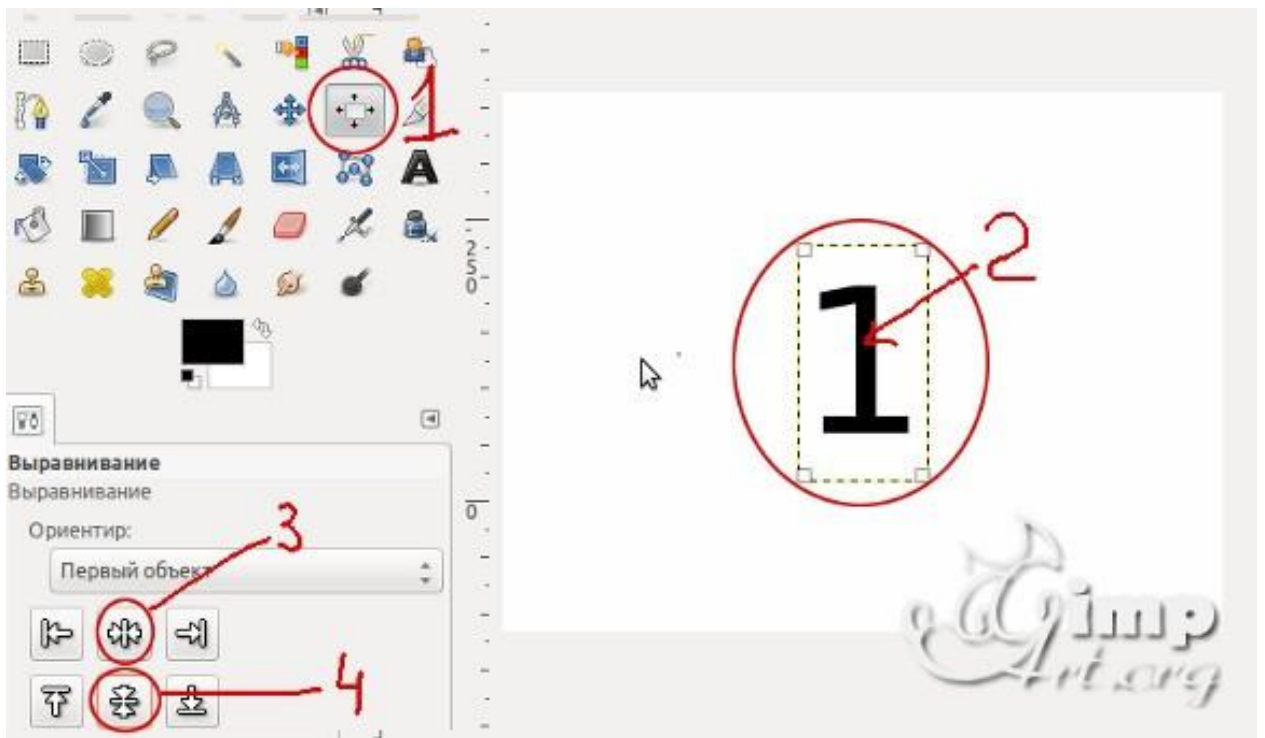 1
2
250
1
Выравнивание
Выравнивание
Ориентир:
3
0
Первый объект
4
Gimp
Art.org